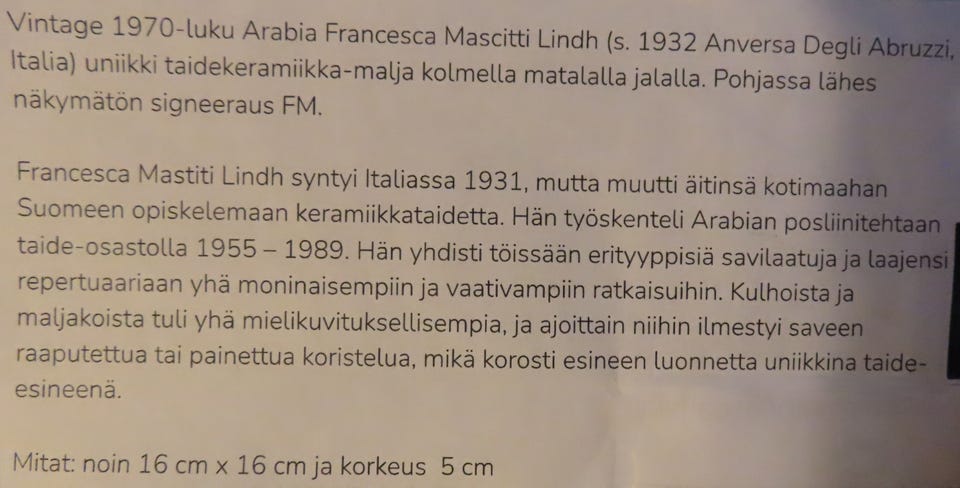 Vintage 1970-luku Arabia Francesca Mascitti Lindh (s. 1932 Anversa Degli Abruzzi,
Italia) uniikki taidekeramiikka-malja kolmella matalalla jalalla. Pohjassa lähes
näkymätön signeeraus FM.
Francesca Mastiti Lindh syntyi Italiassa 1931, mutta muutti äitinsä kotimaahan
Suomeen opiskelemaan keramiikkataidetta. Hän työskenteli Arabian posliinitehtaan
taide-osastolla 1955 – 1989. Hän yhdisti töissään erityyppisiä savilaatuja ja laajensi
repertuaariaan yhä moninaisempiin ja vaativampiin ratkaisuihin. Kulhoista ja
maljakoista tuli yhä mielikuvituksellisempia, ja ajoittain niihin ilmestyi saveen
raaputettua tai painettua koristelua, mikä korosti esineen luonnetta uniikkina taide-
esineenä.
Mitat: noin 16 cm x 16 cm ja korkeus 5 cm